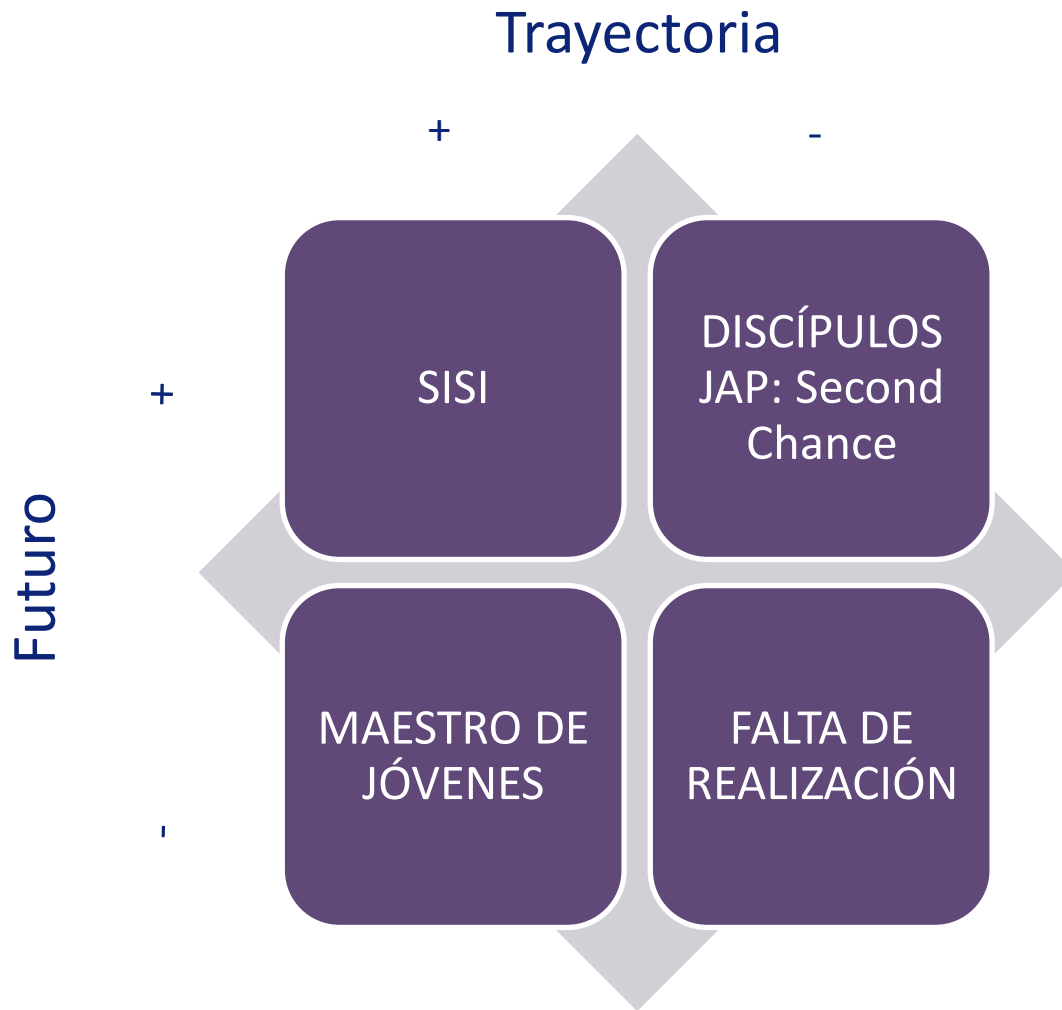 Trayectoria
+ -
SISI
DISCÍPULOS
JAP: Second
Chance
+
Futuro
MAESTRO DE
JÓVENES
FALTA DE
REALIZACIÓN
-